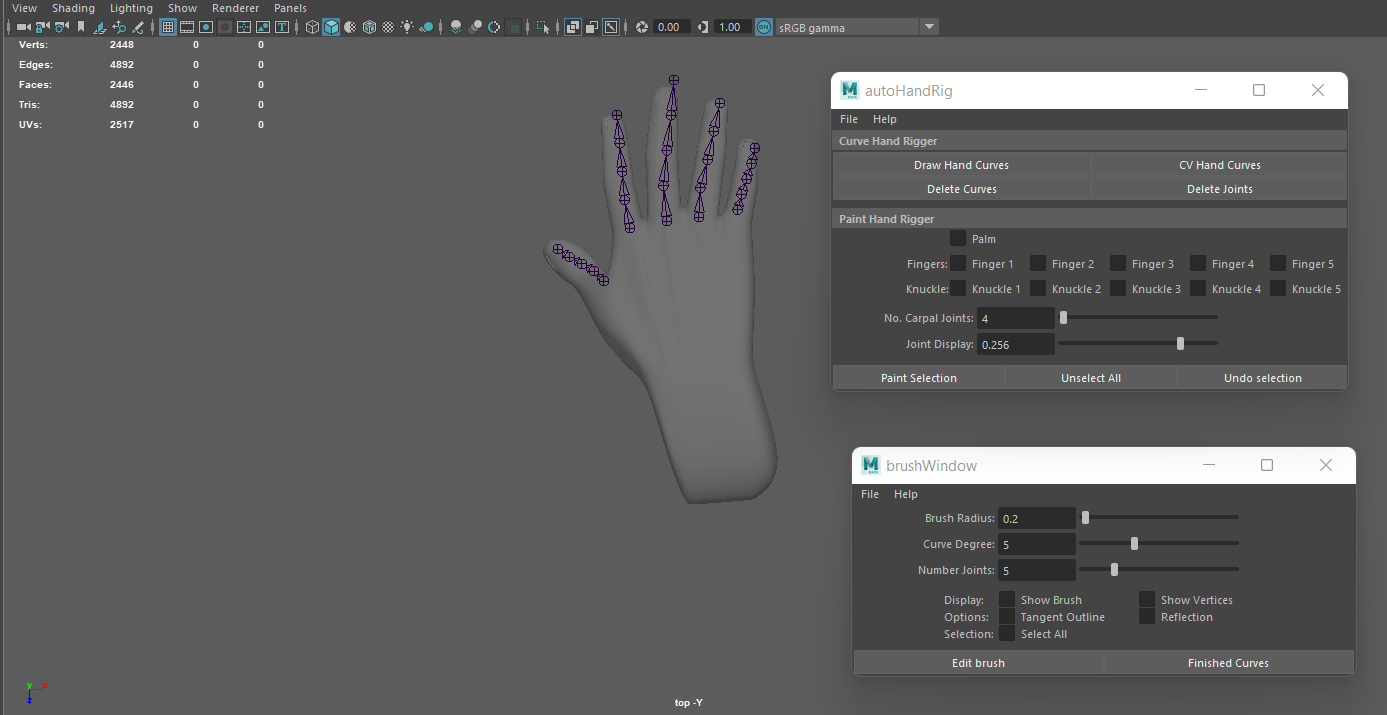 View Shading Lighting Show Renderer Panels
0.00 1.00 ON sRGB gamma
Verts: 2448 0 0
Edges: 4892 0 0
Faces: 2446 0 0
Tris: 4892 0 0
UVs: 2517 0 0
autoHandRig
File Help
Curve Hand Rigger
Draw Hand Curves CV Hand Curves
Delete Curves Delete Joints
Paint Hand Rigger
Palm
Fingers: Finger 1 Finger 2 Finger 3 Finger 4 Finger 5
Knuckle: Knuckle 1 Knuckle 2 Knuckle 3 Knuckle 4 Knuckle 5
No. Carpal Joints: 4
Joint Display: 0.256
Paint Selection Unselect All Undo selection
brushWindow
File Help
Brush Radius: 0.2
Curve Degree: 5
Number Joints: 5
Display: Show Brush Show Vertices
Options: Tangent Outline Reflection
Selection: Select All
Edit brush Finished Curves
y x
z
top -Y